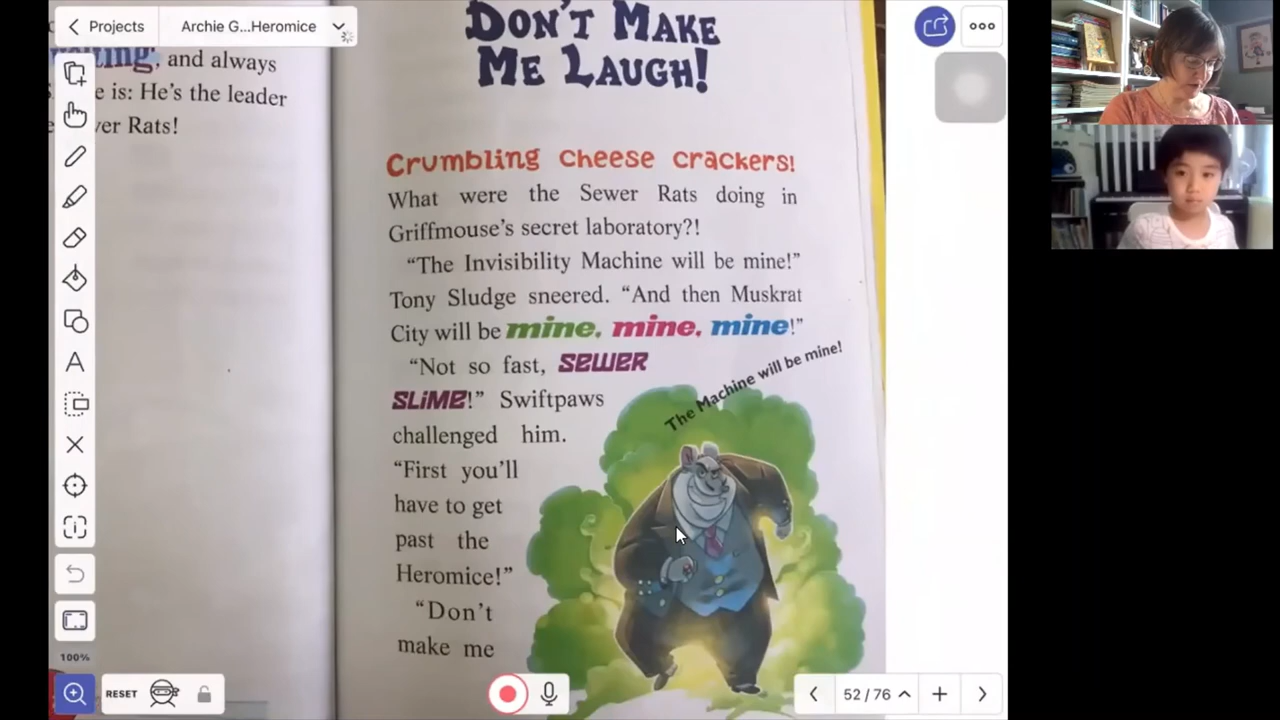 Projects
Archie G...Heromice
, and always
e is: He's the leader
ver Rats!
DON'T MAKE
ME LAUGH!
Crumbling cheese crackers!
What were the Sewer Rats doing in
Griffmouse's secret laboratory?!
"The Invisibility Machine will be mine!"
Tony Sludge sneered. "And then Muskrat
City will be mine, mine, mine!"
"Not so fast, SEWER
SLIME!" Swiftpaws
challenged him.
"First you'll
have to get
past the
Heromice!"
"Don't
make me
The Machine will be mine!
100%
RESET
52 / 76